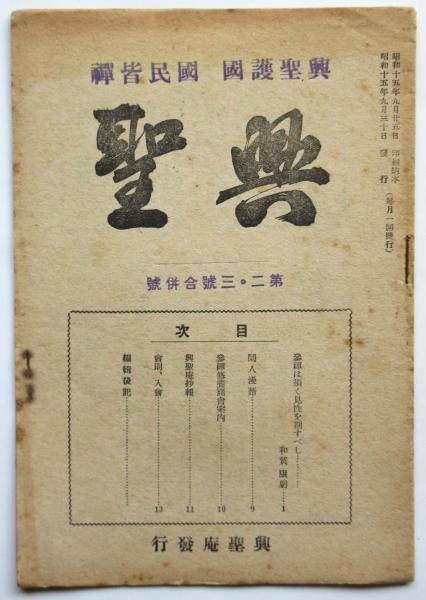 昭和十五年九月廿五日 印刷納本
昭和十五年九月三十日 發行 (毎月一回發行)
興聖護國 國民皆禪
興聖
第二・三號合併號
目次
參禪は須く見性を期すべし…………和賀康躬…1
閑人漫語…………9
參禪修養護會案内…………10
興聖庵抄報…………11
會則、入會…………13
編輯後記…………
興聖庵發行